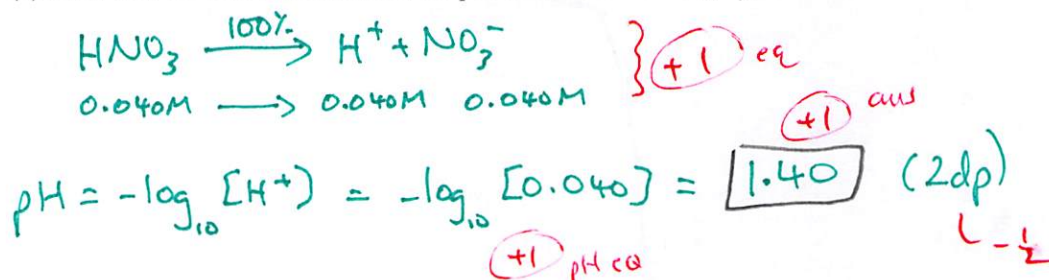 HNO₃ —100%→ H⁺ + NO₃⁻ } +1 eq
0.040M → 0.040M 0.040M
+1 ans
pH = -log₁₀ [H⁺) = -log₁₀ [0.040] = 1.40 (2dp)
+1 pH eq
-½